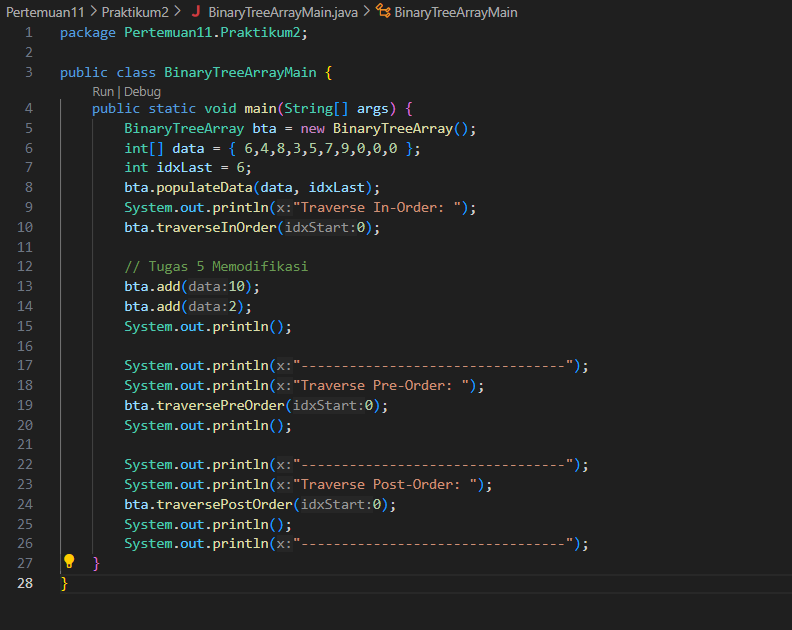 Pertemuan11 > Praktikum2 > J BinaryTreeArrayMain.java > BinaryTreeArrayMain
1 package Pertemuan11.Praktikum2;
2
3 public class BinaryTreeArrayMain {
Run | Debug
4 public static void main(String[] args) {
5 BinaryTreeArray bta = new BinaryTreeArray();
6 int[] data = { 6,4,8,3,5,7,9,0,0,0 };
7 int idxLast = 6;
8 bta.populateData(data, idxLast);
9 System.out.println(x:"Traverse In-Order: ");
10 bta.traverseInOrder(idxStart:0);
11
12 // Tugas 5 Memodifikasi
13 bta.add(data:10);
14 bta.add(data:2);
15 System.out.println();
16
17 System.out.println(x:"---------------------------------");
18 System.out.println(x:"Traverse Pre-Order: ");
19 bta.traversePreOrder(idxStart:0);
20 System.out.println();
21
22 System.out.println(x:"---------------------------------");
23 System.out.println(x:"Traverse Post-Order: ");
24 bta.traversePostOrder(idxStart:0);
25 System.out.println();
26 System.out.println(x:"---------------------------------");
27 }
28 }